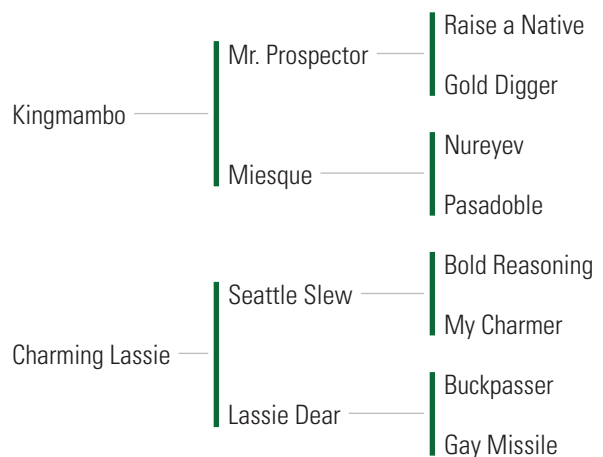 Raise a Native
Mr. Prospector
Gold Digger
Kingmambo
Nureyev
Miesque
Pasadoble
Bold Reasoning
Seattle Slew
My Charmer
Charming Lassie
Buckpasser
Lassie Dear
Gay Missile